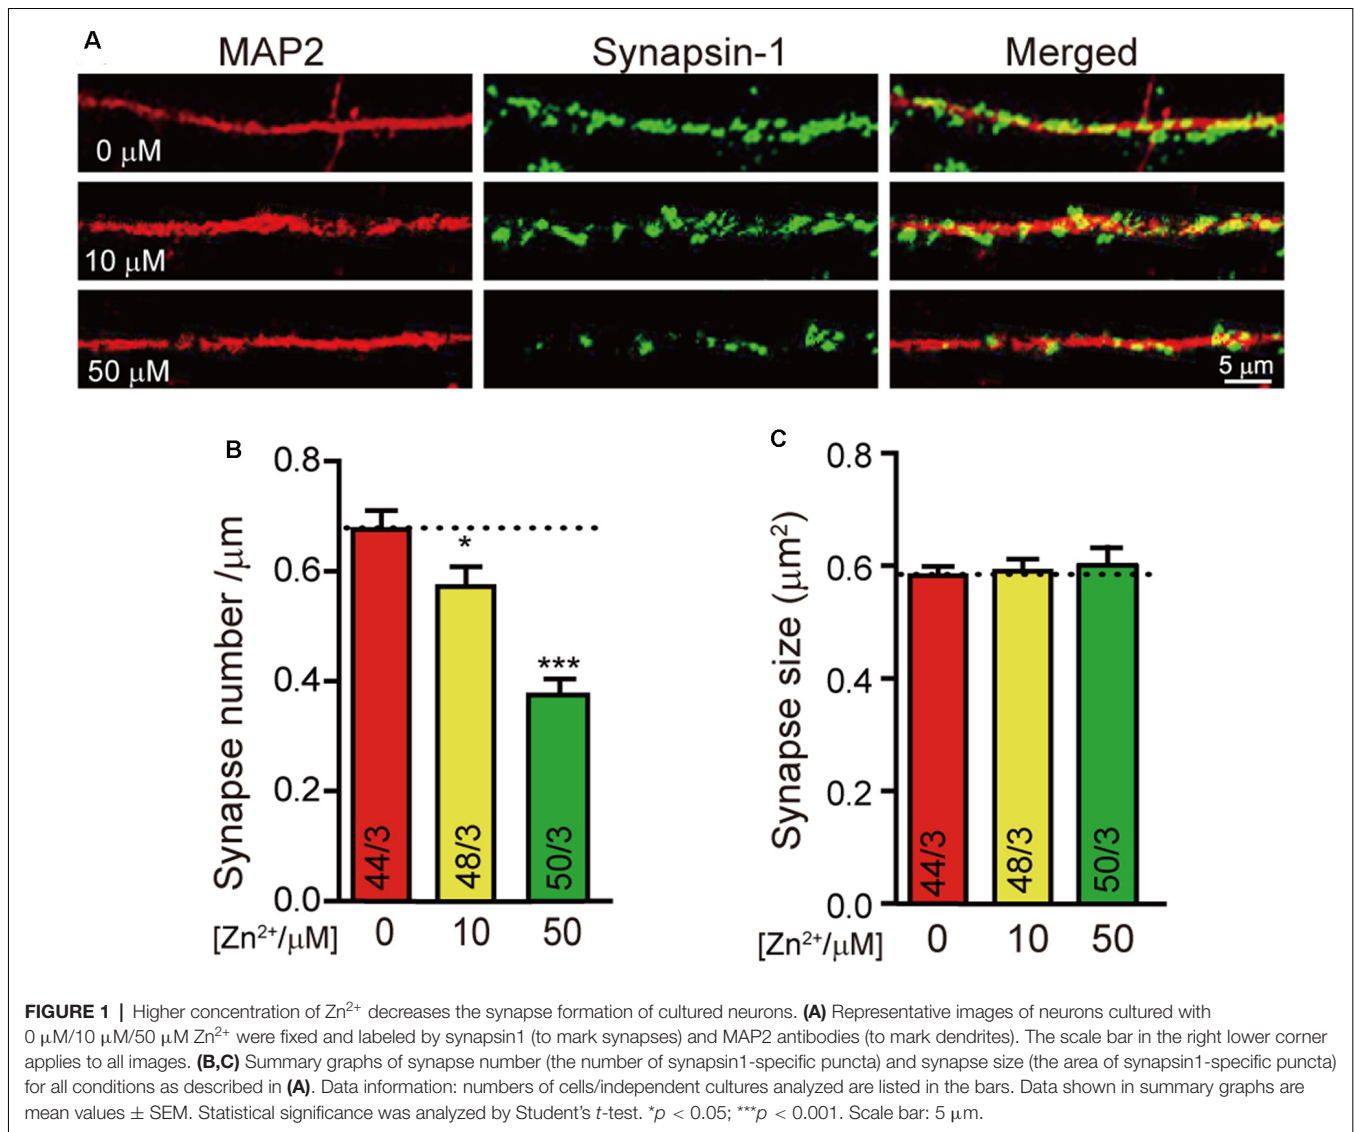 A
MAP2 Synapsin-1 Merged
0 μM
10 μM
50 μM
5 μm
B
Synapse number /μm
0.8
0.6
0.4
0.2
0.0
*
***
44/3 48/3 50/3
[Zn²⁺/μM] 0 10 50
C
Synapse size (μm²)
0.8
0.6
0.4
0.2
0.0
44/3 48/3 50/3
[Zn²⁺/μM] 0 10 50
FIGURE 1 | Higher concentration of Zn²⁺ decreases the synapse formation of cultured neurons. (A) Representative images of neurons cultured with
0 μM/10 μM/50 μM Zn²⁺ were fixed and labeled by synapsin1 (to mark synapses) and MAP2 antibodies (to mark dendrites). The scale bar in the right lower corner
applies to all images. (B,C) Summary graphs of synapse number (the number of synapsin1-specific puncta) and synapse size (the area of synapsin1-specific puncta)
for all conditions as described in (A). Data information: numbers of cells/independent cultures analyzed are listed in the bars. Data shown in summary graphs are
mean values ± SEM. Statistical significance was analyzed by Student's t-test. *p < 0.05; ***p < 0.001. Scale bar: 5 μm.